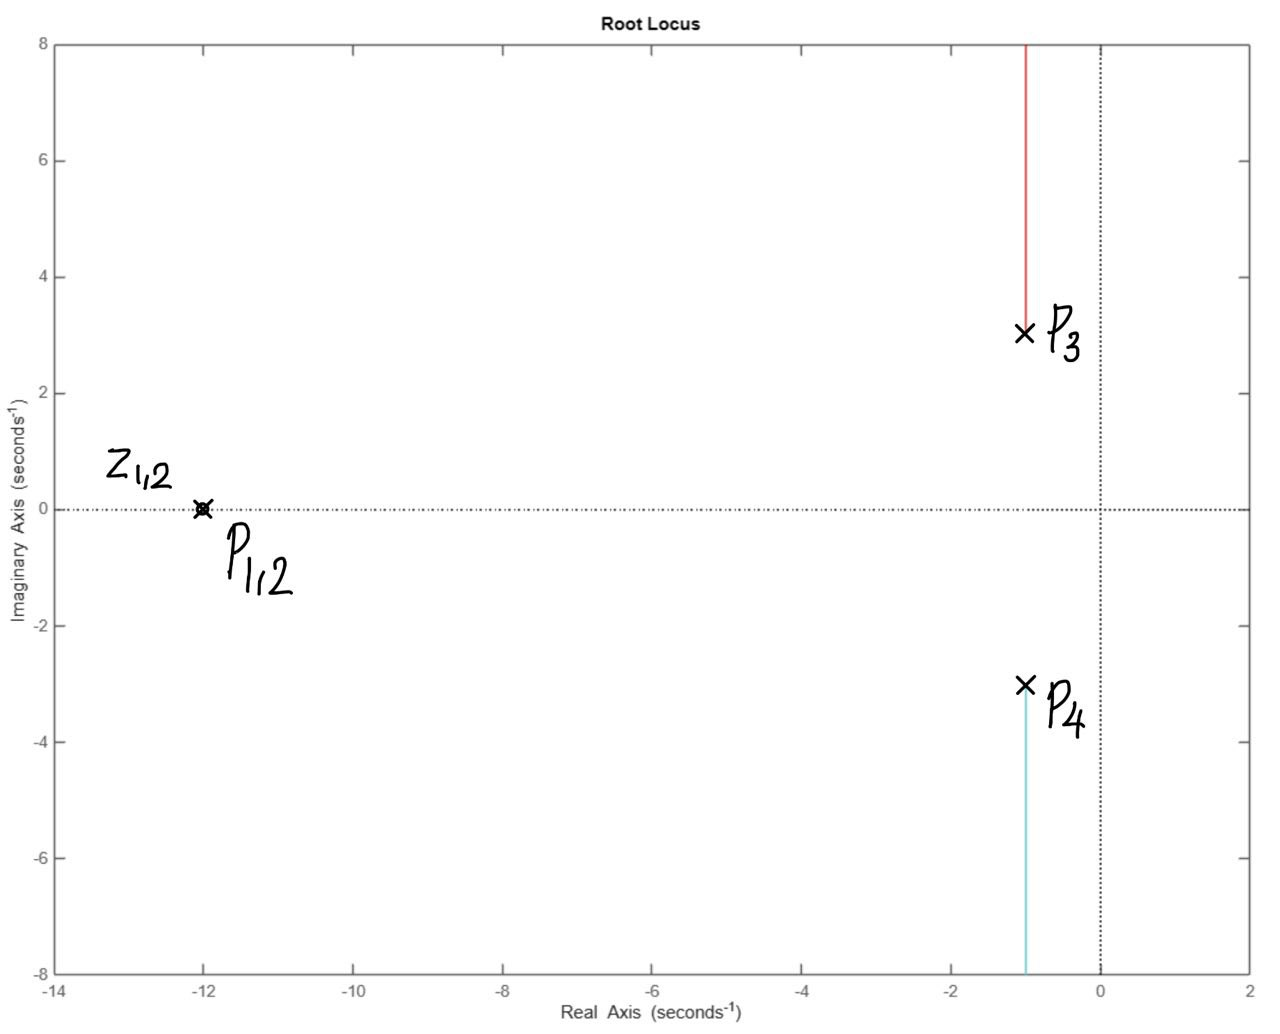 Root Locus
8
6
4
P3
2
Z1,2
0
P1,2
-2
P4
-4
-6
-8
Imaginary Axis (seconds-1)
-14 -12 -10 -8 -6 -4 -2 0 2
Real Axis (seconds-1)